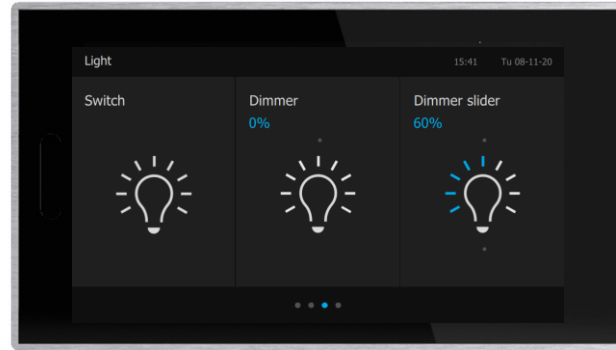 Light
15:41 Tu 08-11-20
Switch
Dimmer
0%
Dimmer slider
60%